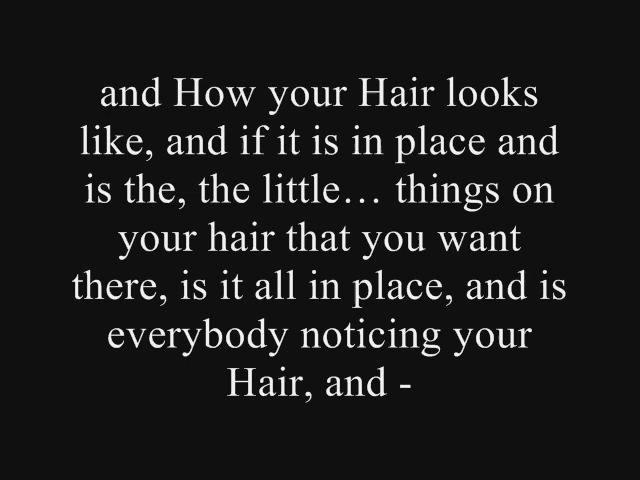 and How your Hair looks
like, and if it is in place and
is the, the little… things on
your hair that you want
there, is it all in place, and is
everybody noticing your
Hair, and -